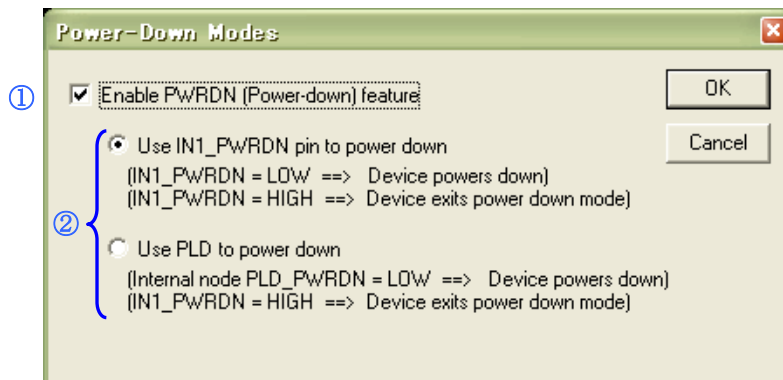 Power-Down Modes
① Enable PWRDN (Power-down) feature
OK
② Use IN1_PWRDN pin to power down
Cancel
(IN1_PWRDN = LOW ==> Device powers down)
(IN1_PWRDN = HIGH ==> Device exits power down mode)
Use PLD to power down
(Internal node PLD_PWRDN = LOW ==> Device powers down)
(IN1_PWRDN = HIGH ==> Device exits power down mode)